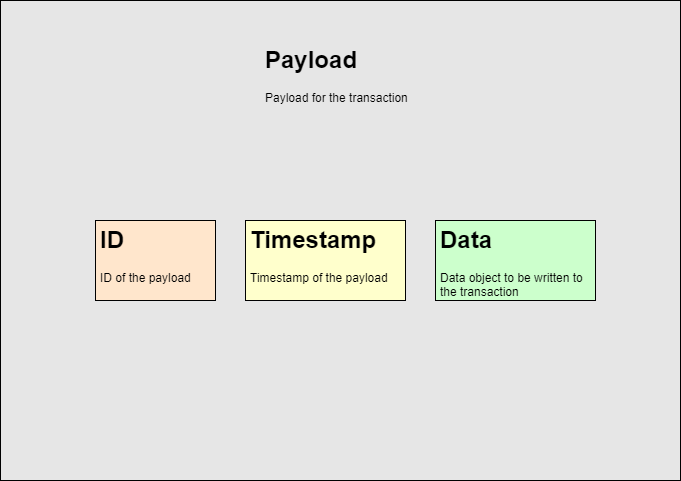 Payload
Payload for the transaction
ID
ID of the payload
Timestamp
Timestamp of the payload
Data
Data object to be written to
the transaction